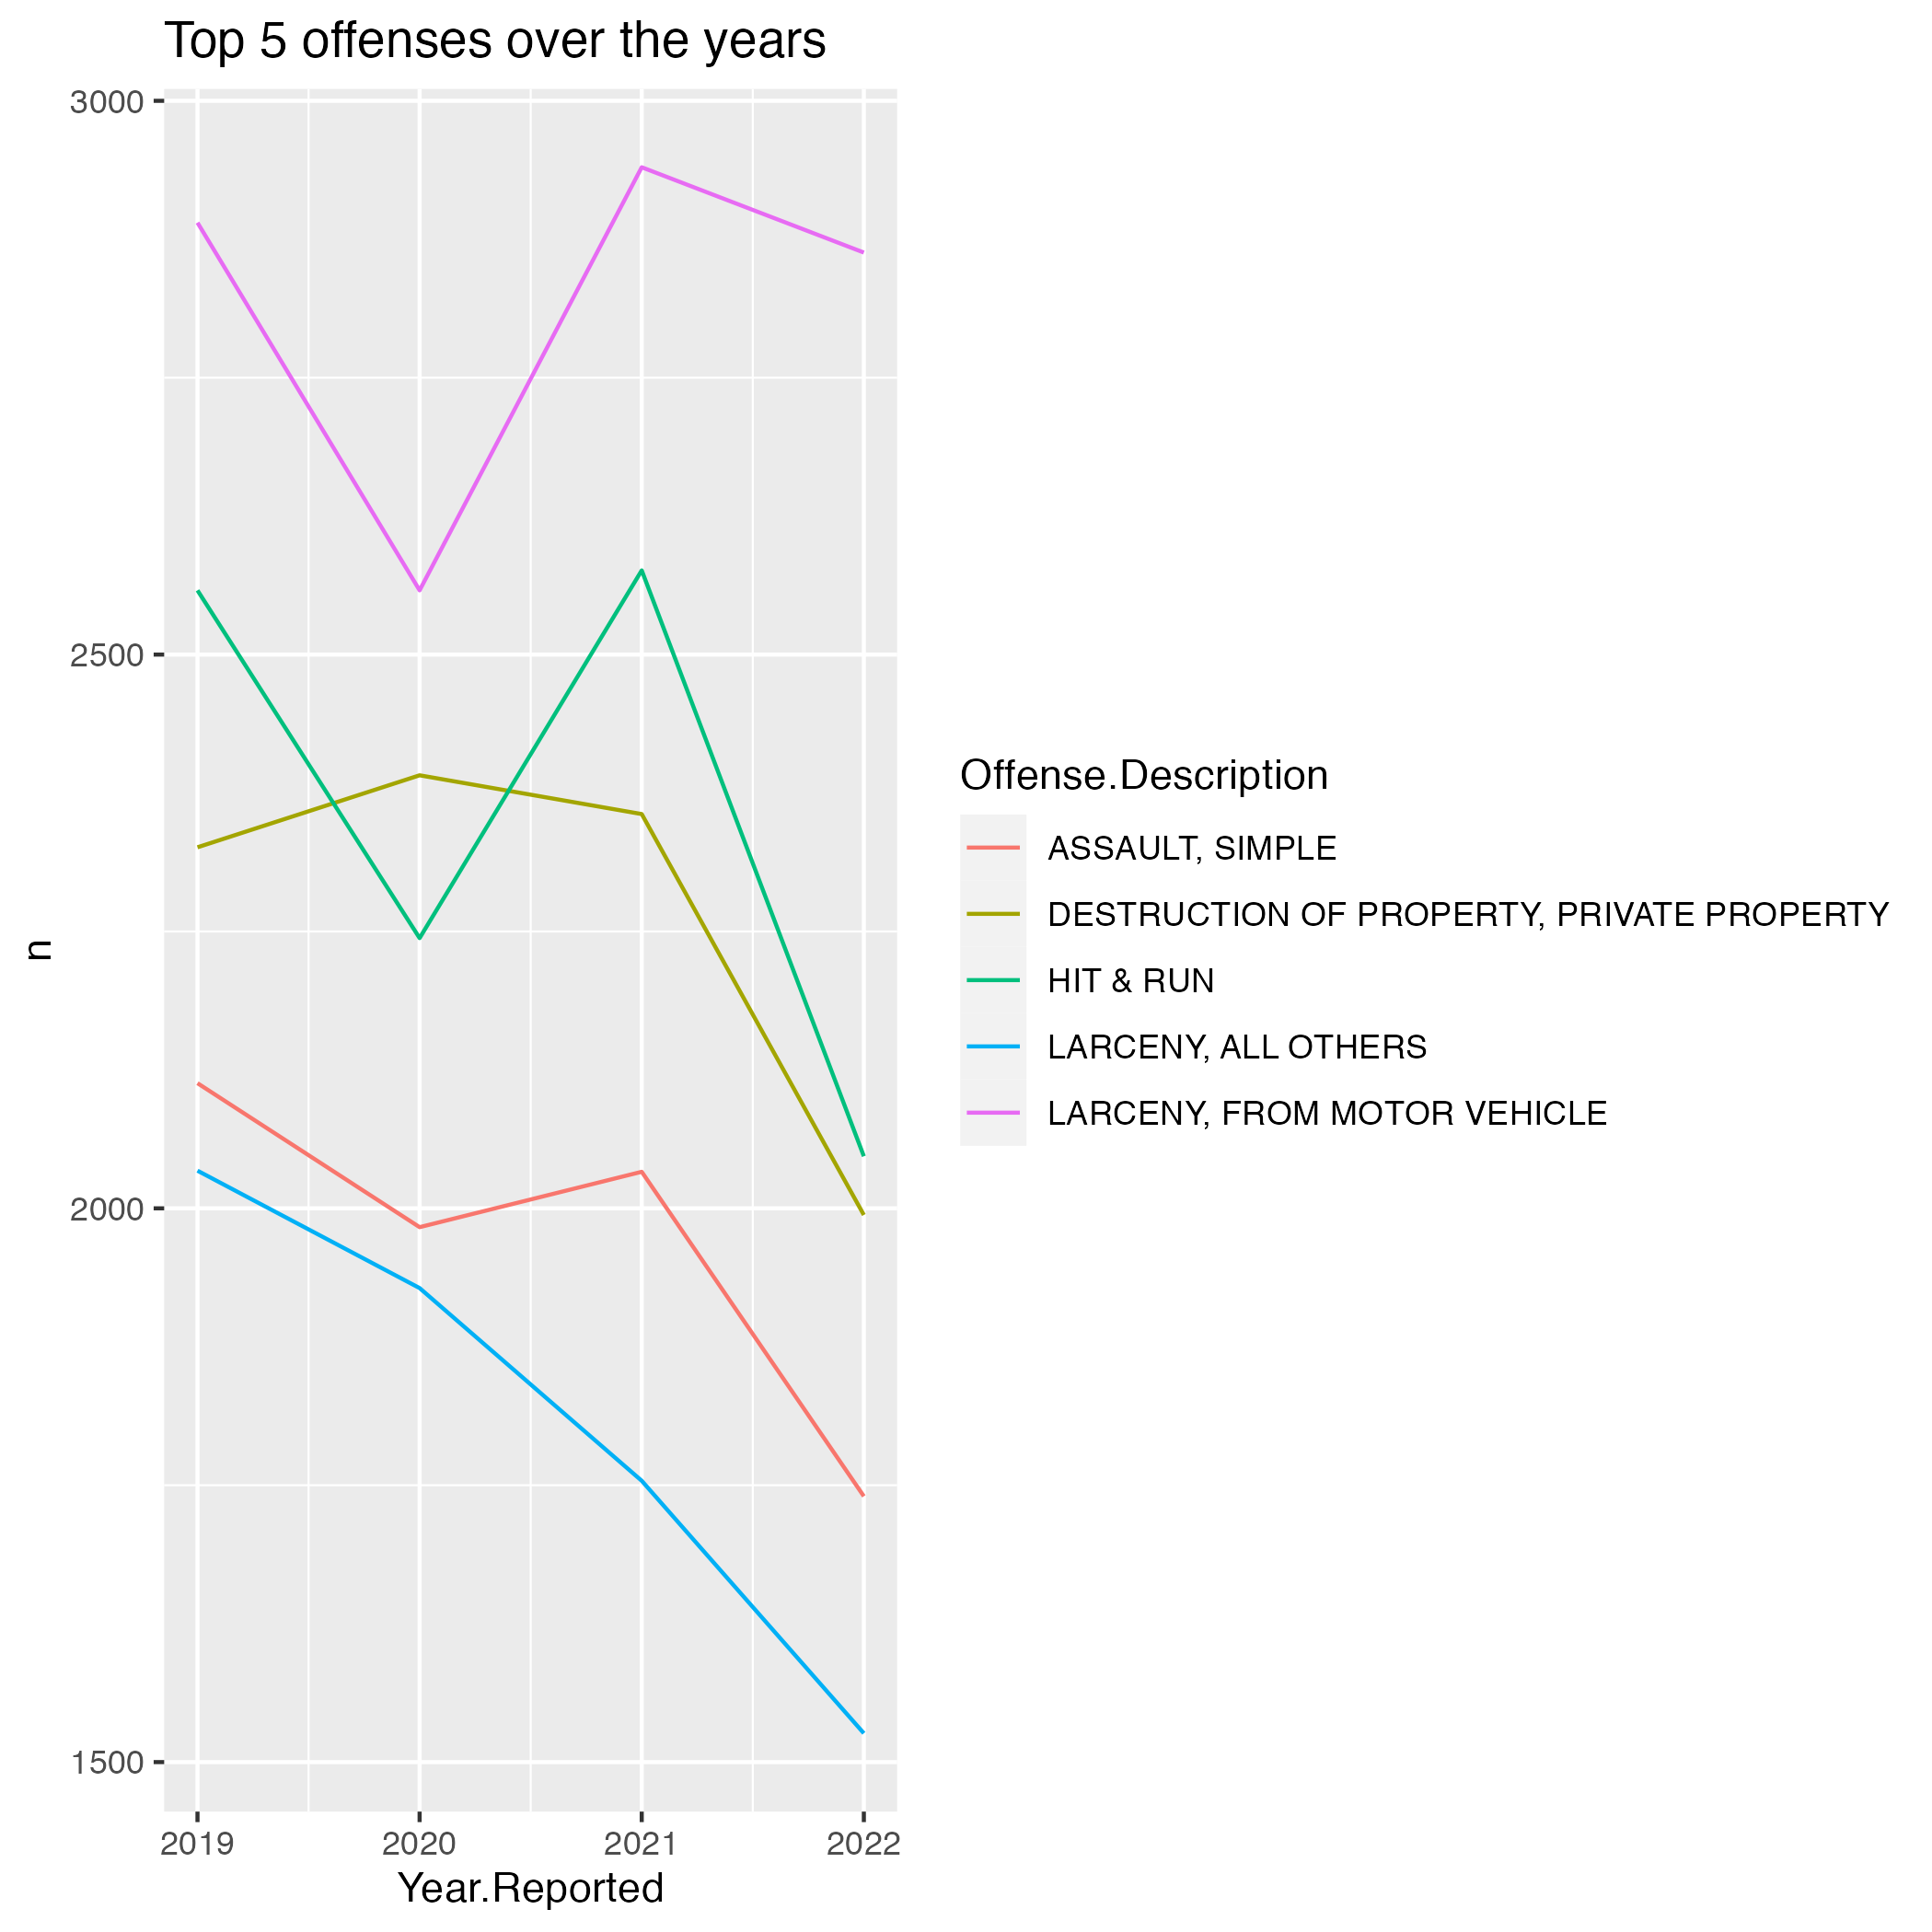 Top 5 offenses over the years
3000
2500
2000
1500
n
2019 2020 2021 2022
Year.Reported
Offense.Description
ASSAULT, SIMPLE
DESTRUCTION OF PROPERTY, PRIVATE PROPERTY
HIT & RUN
LARCENY, ALL OTHERS
LARCENY, FROM MOTOR VEHICLE